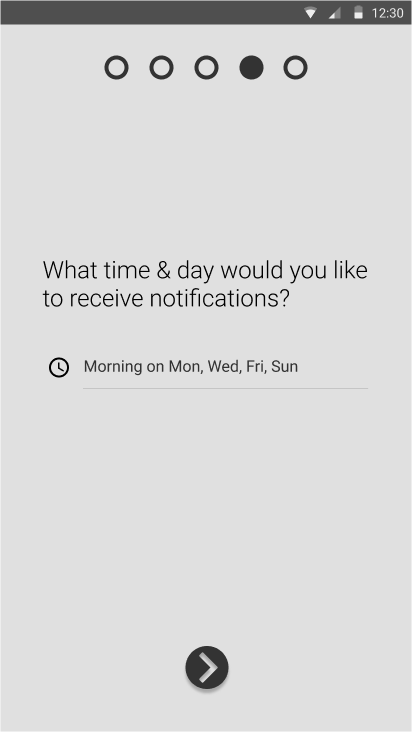 12:30
What time & day would you like
to receive notifications?
Morning on Mon, Wed, Fri, Sun